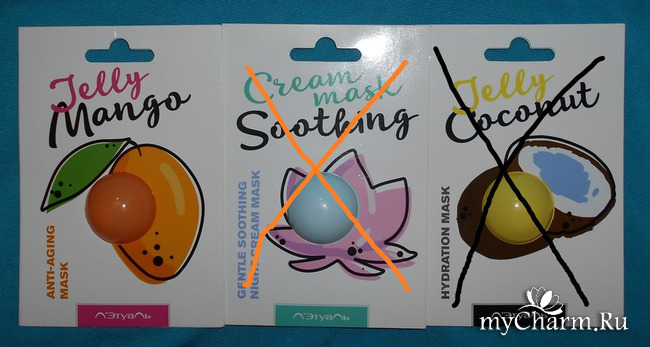 Jelly
Mango
ANTI-AGING
MASK
Л'ЭТУАЛЬ
Cream
mask
Soothing
GENTLE SOOTHING
NIGHT CREAM MASK
Л'ЭТУАЛЬ
Jelly
Coconut
HYDRATION MASK
Л'ЭТУАЛЬ
myCharm.Ru